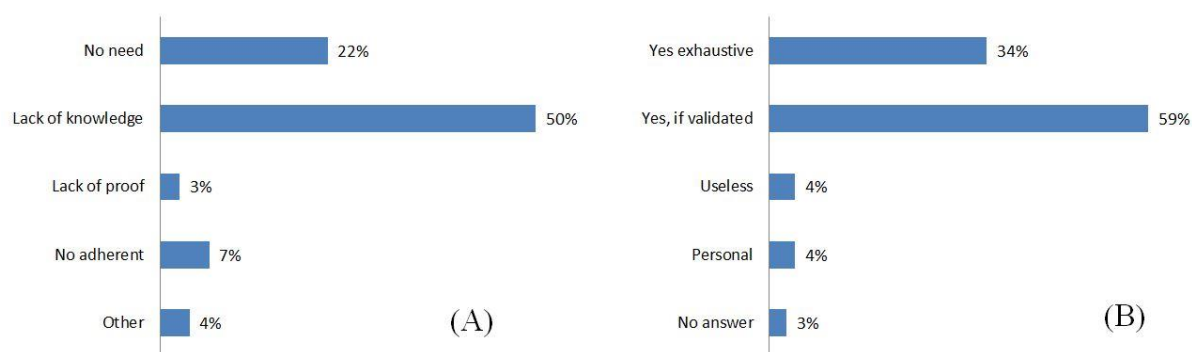 No need 22%
Lack of knowledge 50%
Lack of proof 3%
No adherent 7%
Other 4%
(A)
Yes exhaustive 34%
Yes, if validated 59%
Useless 4%
Personal 4%
No answer 3%
(B)